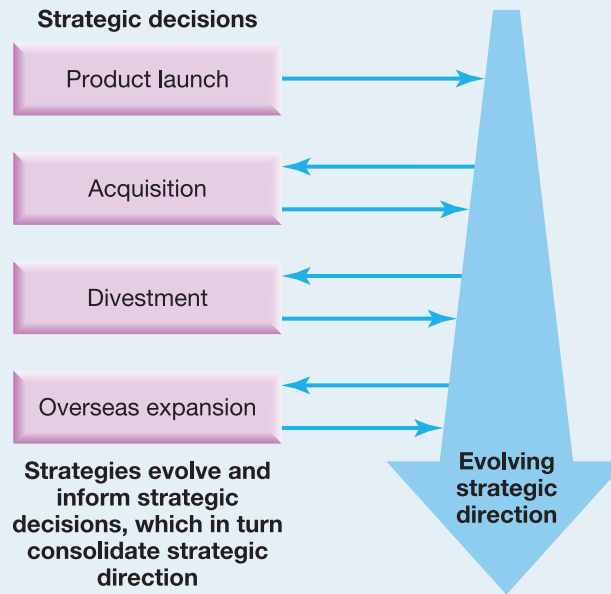 Strategic decisions
Product launch
Acquisition
Divestment
Overseas expansion
Strategies evolve and
inform strategic
decisions, which in turn
consolidate strategic
direction
Evolving
strategic
direction